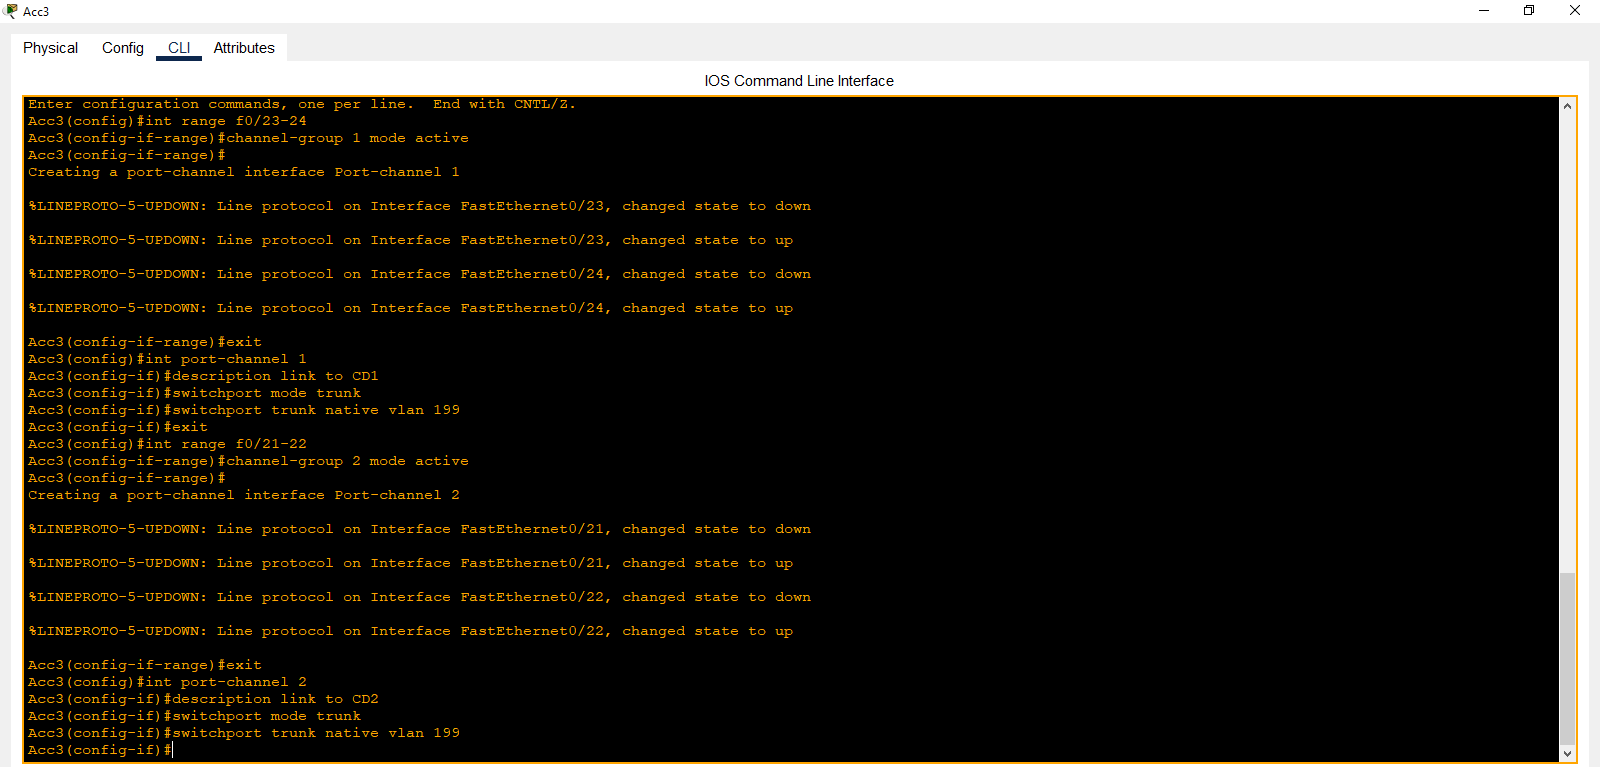 Acc3
Physical Config CLI Attributes
IOS Command Line Interface
Enter configuration commands, one per line.  End with CNTL/Z.
Acc3(config)#int range f0/23-24
Acc3(config-if-range)#channel-group 1 mode active
Acc3(config-if-range)#
Creating a port-channel interface Port-channel 1
%LINEPROTO-5-UPDOWN: Line protocol on Interface FastEthernet0/23, changed state to down
%LINEPROTO-5-UPDOWN: Line protocol on Interface FastEthernet0/23, changed state to up
%LINEPROTO-5-UPDOWN: Line protocol on Interface FastEthernet0/24, changed state to down
%LINEPROTO-5-UPDOWN: Line protocol on Interface FastEthernet0/24, changed state to up
Acc3(config-if-range)#exit
Acc3(config)#int port-channel 1
Acc3(config-if)#description link to CD1
Acc3(config-if)#switchport mode trunk
Acc3(config-if)#switchport trunk native vlan 199
Acc3(config-if)#exit
Acc3(config)#int range f0/21-22
Acc3(config-if-range)#channel-group 2 mode active
Acc3(config-if-range)#
Creating a port-channel interface Port-channel 2
%LINEPROTO-5-UPDOWN: Line protocol on Interface FastEthernet0/21, changed state to down
%LINEPROTO-5-UPDOWN: Line protocol on Interface FastEthernet0/21, changed state to up
%LINEPROTO-5-UPDOWN: Line protocol on Interface FastEthernet0/22, changed state to down
%LINEPROTO-5-UPDOWN: Line protocol on Interface FastEthernet0/22, changed state to up
Acc3(config-if-range)#exit
Acc3(config)#int port-channel 2
Acc3(config-if)#description link to CD2
Acc3(config-if)#switchport mode trunk
Acc3(config-if)#switchport trunk native vlan 199
Acc3(config-if)#